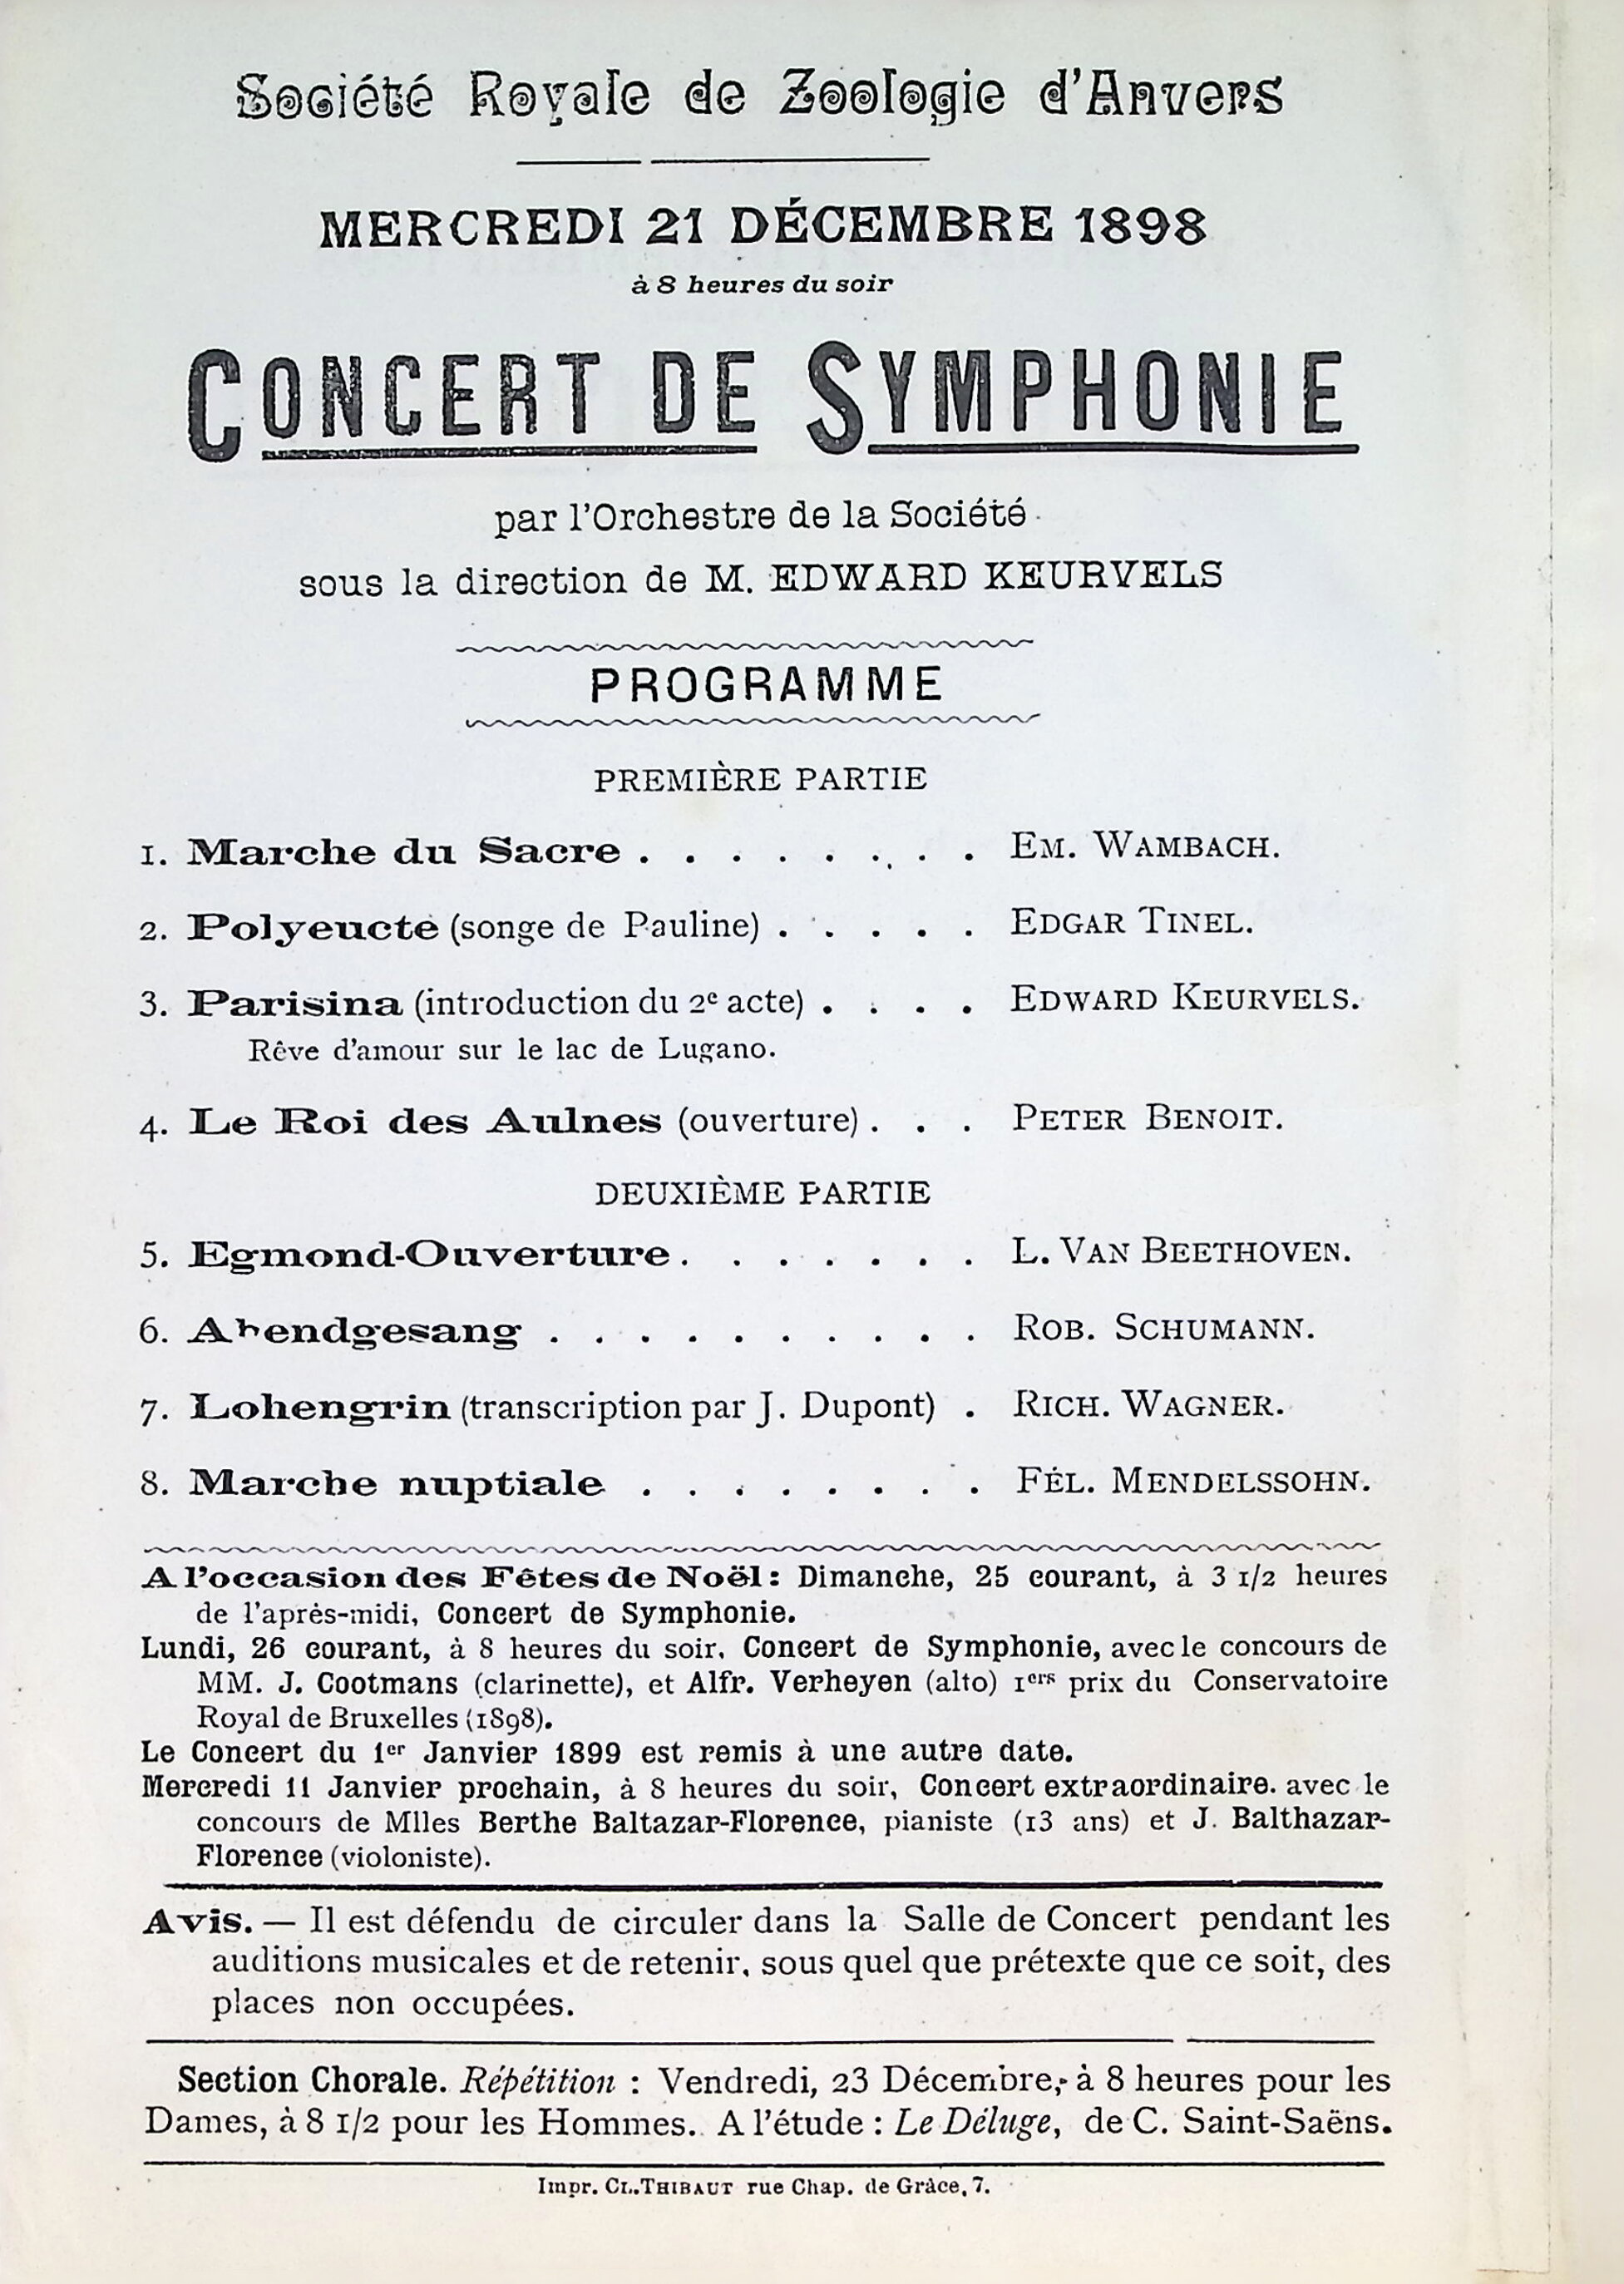 Société Royale de Zoologie d'Anvers
MERCREDI 21 DÉCEMBRE 1898
à 8 heures du soir
CONCERT DE SYMPHONIE
par l'Orchestre de la Société
sous la direction de M. EDWARD KEURVELS
PROGRAMME
PREMIÈRE PARTIE
1. Marche du Sacre . . . . . . . . EM. WAMBACH.
2. Polyeucte (songe de Pauline) . . . . . EDGAR TINEL.
3. Parisina (introduction du 2e acte) . . . . EDWARD KEURVELS.
Rêve d'amour sur le lac de Lugano.
4. Le Roi des Aulnes (ouverture) . . . PETER BENOIT.
DEUXIÈME PARTIE
5. Egmond-Ouverture . . . . . . . L. VAN BEETHOVEN.
6. Abendgesang . . . . . . . . . . ROB. SCHUMANN.
7. Lohengrin (transcription par J. Dupont) . RICH. WAGNER.
8. Marche nuptiale . . . . . . . . FÉL. MENDELSSOHN.
A l'occasion des Fêtes de Noël: Dimanche, 25 courant, à 3 1/2 heures
de l'après-midi, Concert de Symphonie.
Lundi, 26 courant, à 8 heures du soir, Concert de Symphonie, avec le concours de
MM. J. Cootmans (clarinette), et Alfr. Verheyen (alto) 1ers prix du Conservatoire
Royal de Bruxelles (1898).
Le Concert du 1er Janvier 1899 est remis à une autre date.
Mercredi 11 Janvier prochain, à 8 heures du soir, Concert extraordinaire. avec le
concours de Mlles Berthe Baltazar-Florence, pianiste (13 ans) et J. Balthazar-
Florence (violoniste).
Avis. — Il est défendu de circuler dans la Salle de Concert pendant les
auditions musicales et de retenir, sous quel que prétexte que ce soit, des
places non occupées.
Section Chorale. Répétition : Vendredi, 23 Décembre, à 8 heures pour les
Dames, à 8 1/2 pour les Hommes. A l'étude : Le Déluge, de C. Saint-Saëns.
Impr. CL. THIBAUT rue Chap. de Grâce, 7.